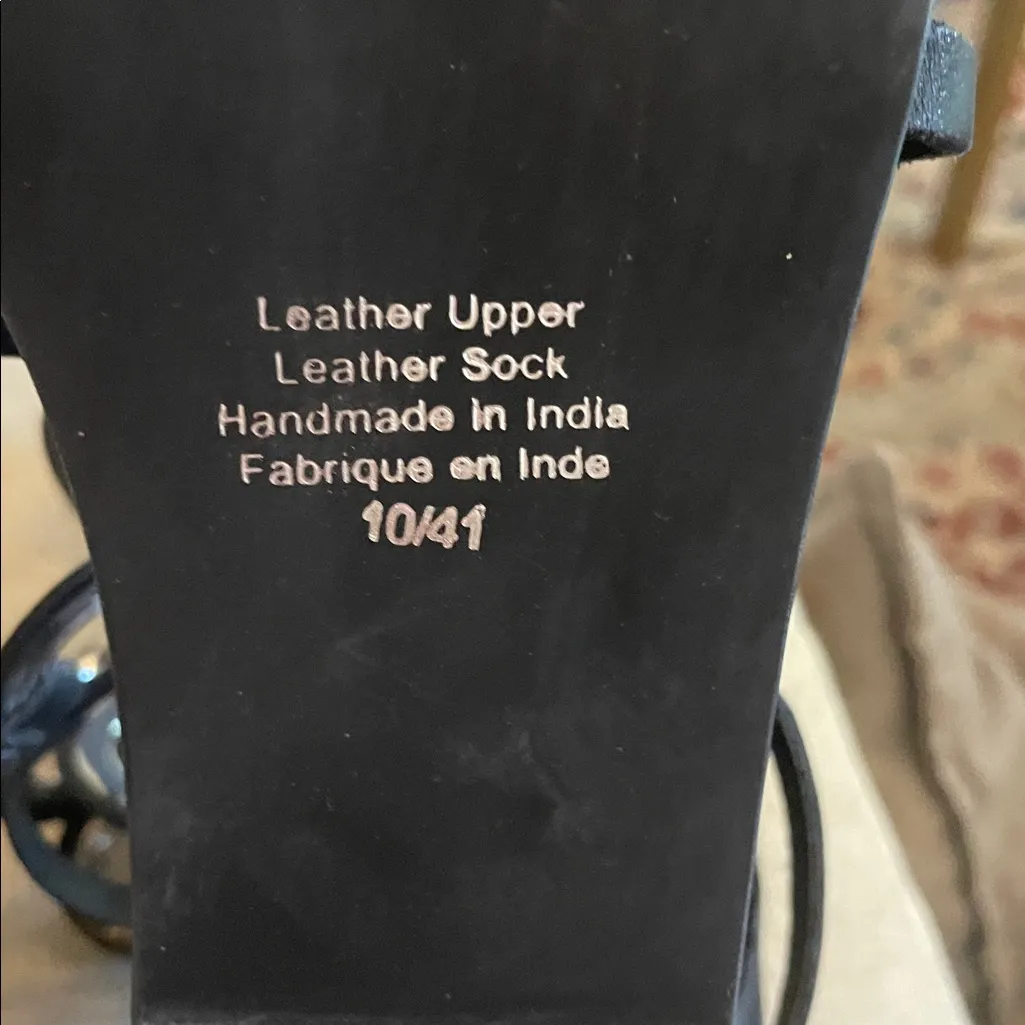 Leather Upper
Leather Sock
Handmade in India
Fabrique en Inde
10/41